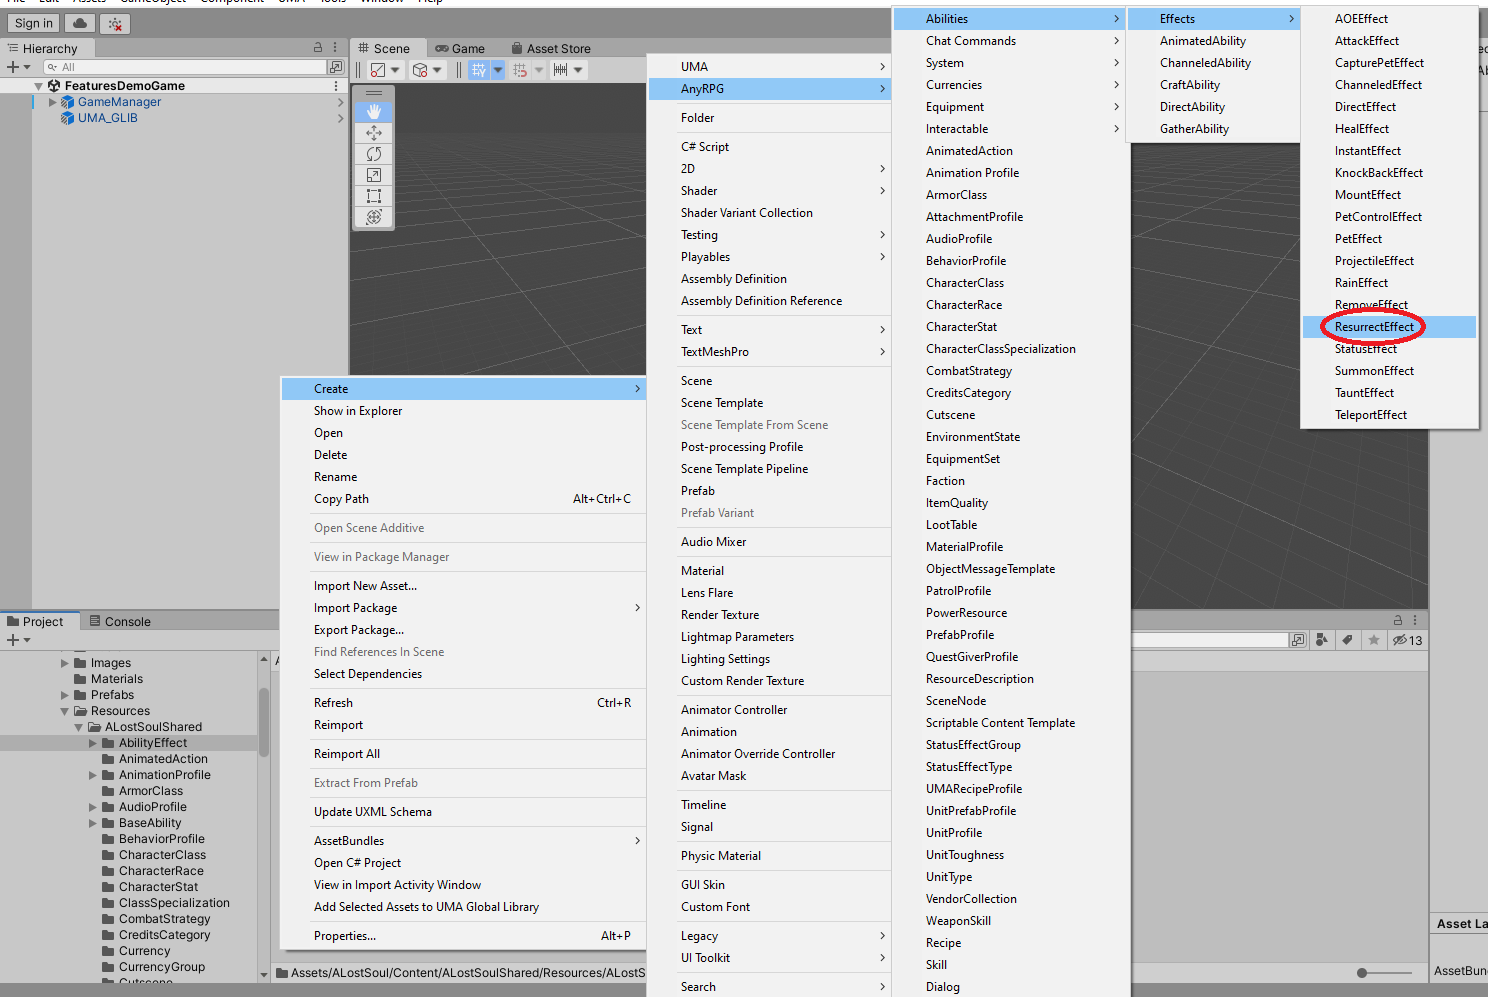 File Edit Assets GameObject Component UMA Tools Window Help
Sign in
Hierarchy
All
FeaturesDemoGame
GameManager
UMA_GLIB
Scene
Game
Asset Store
Create
Show in Explorer
Open
Delete
Rename
Copy Path Alt+Ctrl+C
Open Scene Additive
View in Package Manager
Import New Asset...
Import Package
Export Package...
Find References In Scene
Select Dependencies
Refresh Ctrl+R
Reimport
Reimport All
Extract From Prefab
Update UXML Schema
AssetBundles
Open C# Project
View in Import Activity Window
Add Selected Assets to UMA Global Library
Properties... Alt+P
UMA
AnyRPG
Folder
C# Script
2D
Shader
Shader Variant Collection
Testing
Playables
Assembly Definition
Assembly Definition Reference
Text
TextMeshPro
Scene
Scene Template
Scene Template From Scene
Post-processing Profile
Scene Template Pipeline
Prefab
Prefab Variant
Audio Mixer
Material
Lens Flare
Render Texture
Lightmap Parameters
Lighting Settings
Custom Render Texture
Animator Controller
Animation
Animator Override Controller
Avatar Mask
Timeline
Signal
Physic Material
GUI Skin
Custom Font
Legacy
UI Toolkit
Search
Abilities
Chat Commands
System
Currencies
Equipment
Interactable
AnimatedAction
Animation Profile
ArmorClass
AttachmentProfile
AudioProfile
BehaviorProfile
CharacterClass
CharacterRace
CharacterStat
CharacterClassSpecialization
CombatStrategy
CreditsCategory
Cutscene
EnvironmentState
EquipmentSet
Faction
ItemQuality
LootTable
MaterialProfile
ObjectMessageTemplate
PatrolProfile
PowerResource
PrefabProfile
QuestGiverProfile
ResourceDescription
SceneNode
Scriptable Content Template
StatusEffectGroup
StatusEffectType
UMARecipeProfile
UnitPrefabProfile
UnitProfile
UnitToughness
UnitType
VendorCollection
WeaponSkill
Recipe
Skill
Dialog
Effects
AnimatedAbility
ChanneledAbility
CraftAbility
DirectAbility
GatherAbility
AOEEffect
AttackEffect
CapturePetEffect
ChanneledEffect
DirectEffect
HealEffect
InstantEffect
KnockBackEffect
MountEffect
PetControlEffect
PetEffect
ProjectileEffect
RainEffect
RemoveEffect
ResurrectEffect
StatusEffect
SummonEffect
TauntEffect
TeleportEffect
Project
Console
13
Images
Materials
Prefabs
Resources
ALostSoulShared
AbilityEffect
AnimatedAction
AnimationProfile
ArmorClass
AudioProfile
BaseAbility
BehaviorProfile
CharacterClass
CharacterRace
CharacterStat
ClassSpecialization
CombatStrategy
CreditsCategory
Currency
CurrencyGroup
Cutscene
Assets/ALostSoul/Content/ALostSoulShared/Resources/ALostS
Asset La
AssetBun